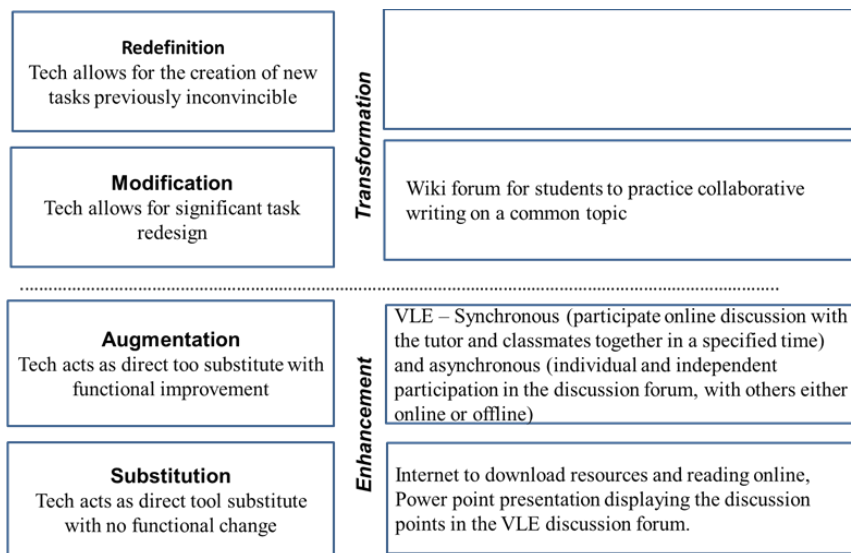 Redefinition
Tech allows for the creation of new
tasks previously inconvincible
Modification
Tech allows for significant task
redesign
Transformation
Wiki forum for students to practice collaborative
writing on a common topic
Augmentation
Tech acts as direct too substitute with
functional improvement
Substitution
Tech acts as direct tool substitute
with no functional change
Enhancement
VLE – Synchronous (participate online discussion with
the tutor and classmates together in a specified time)
and asynchronous (individual and independent
participation in the discussion forum, with others either
online or offline)
Internet to download resources and reading online,
Power point presentation displaying the discussion
points in the VLE discussion forum.